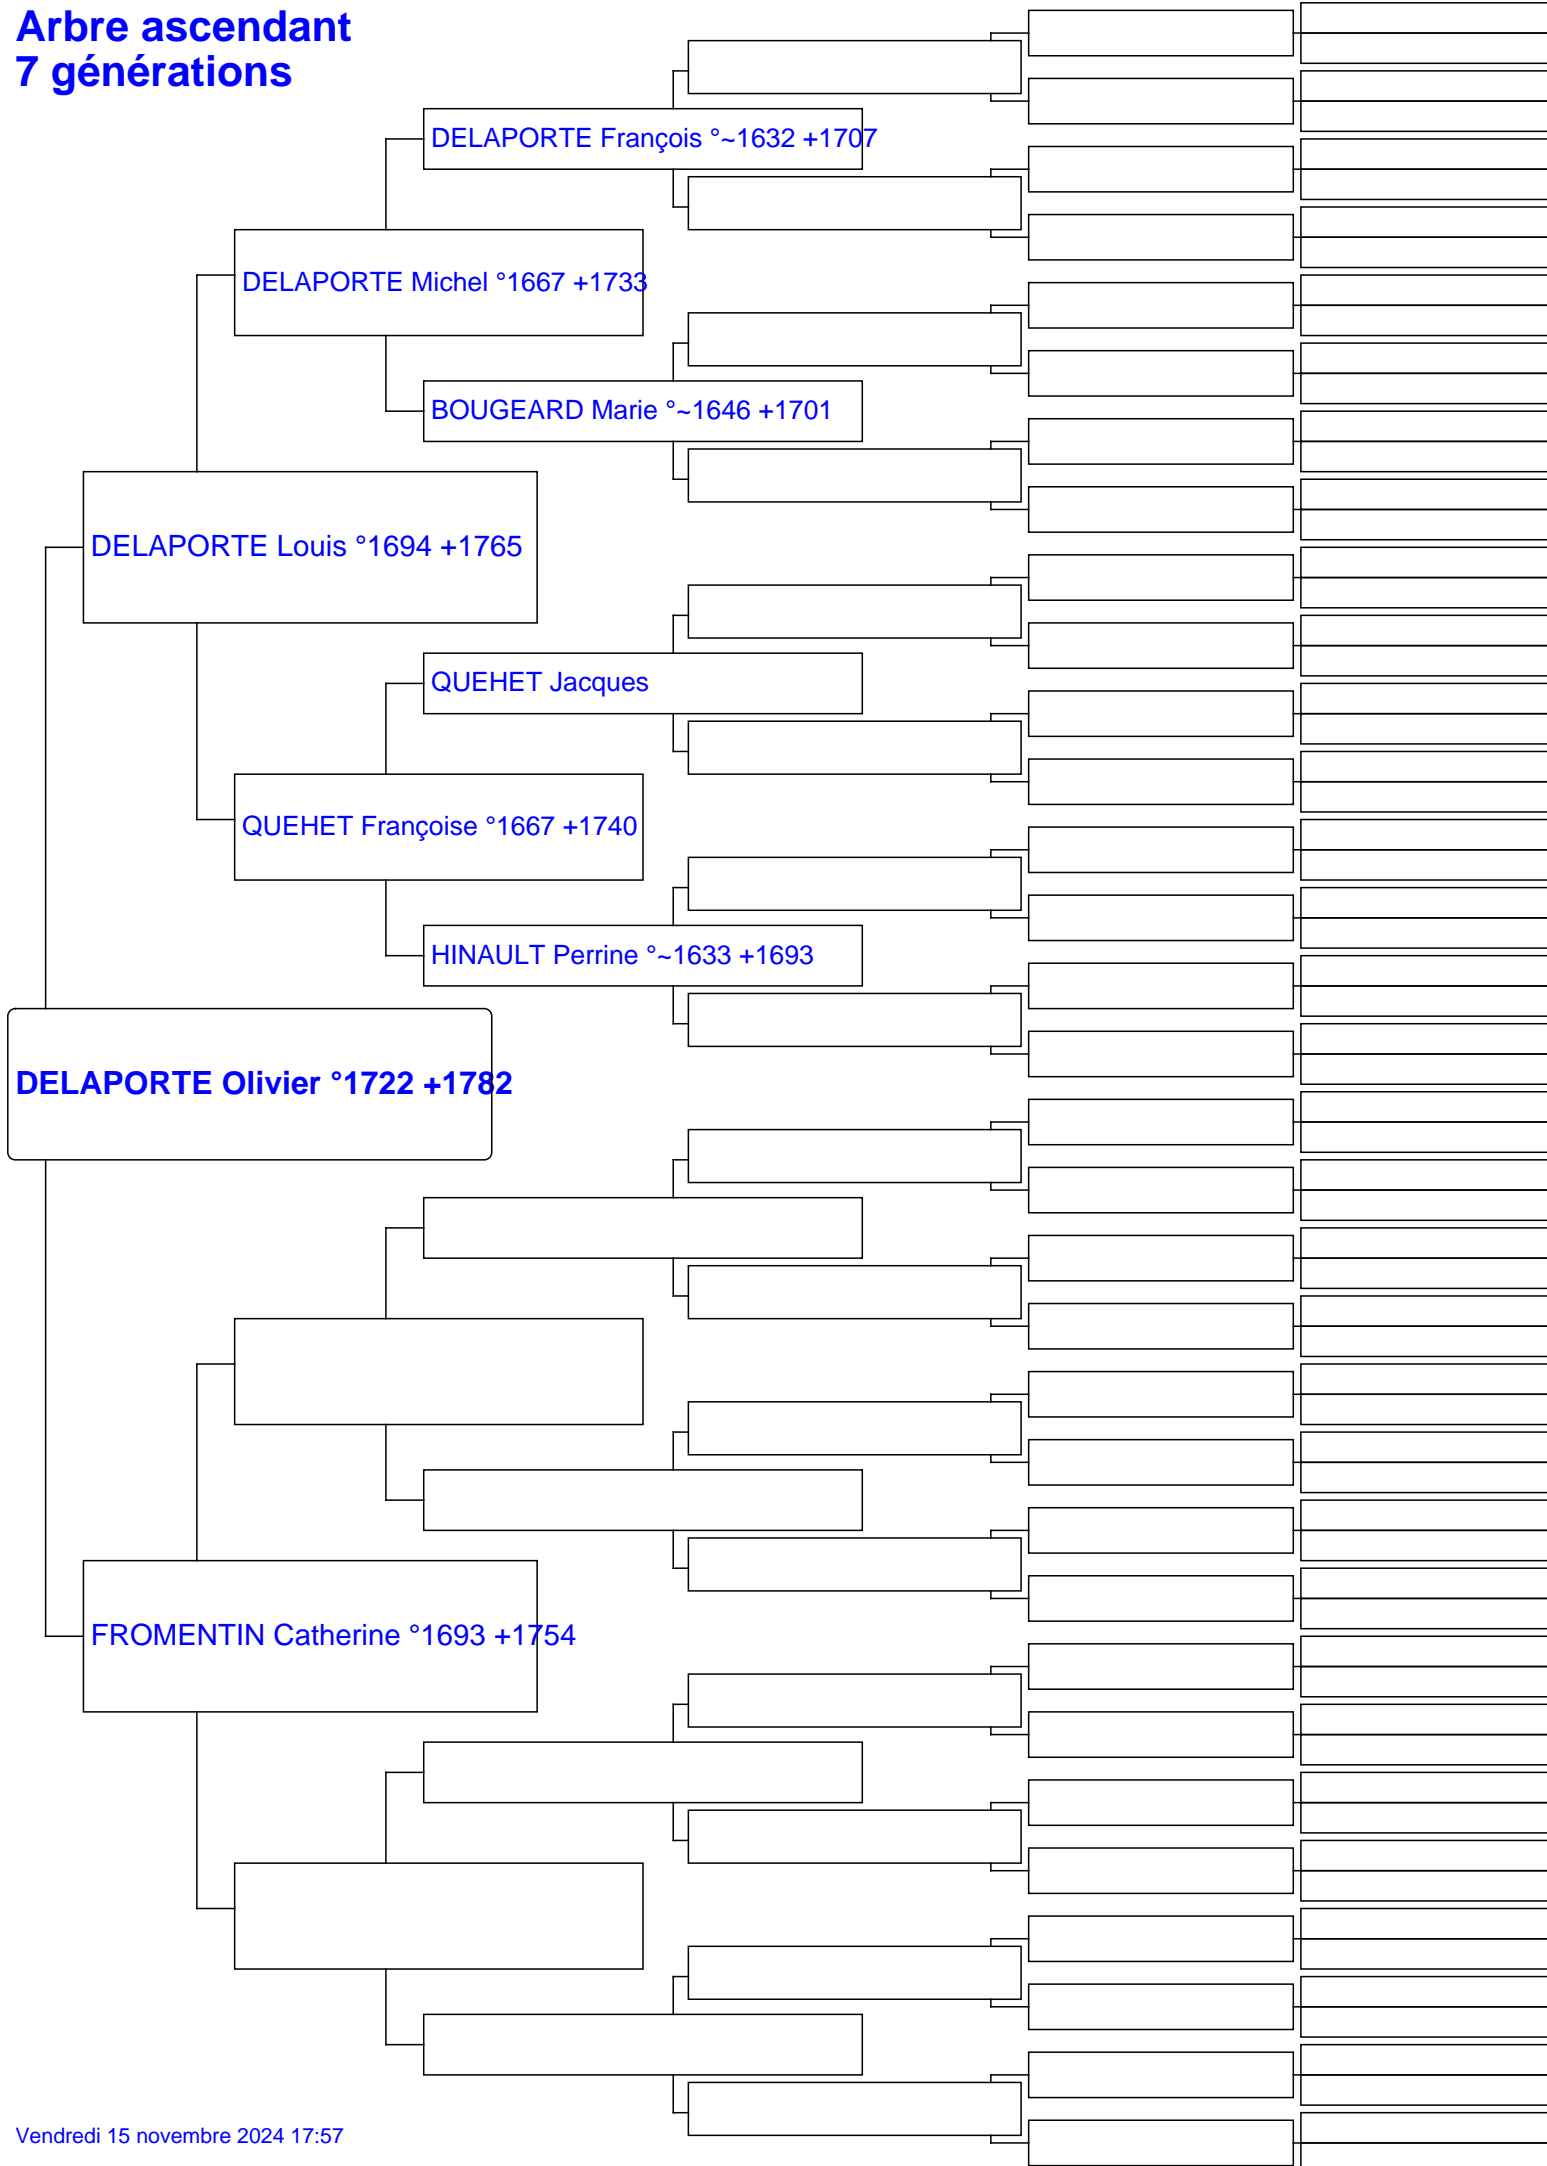 Arbre ascendant
7 générations
DELAPORTE François °~1632 +1707
DELAPORTE Michel °1667 +1733
BOUGEARD Marie °~1646 +1701
DELAPORTE Louis °1694 +1765
QUEHET Jacques
QUEHET Françoise °1667 +1740
HINAULT Perrine °~1633 +1693
DELAPORTE Olivier °1722 +1782
FROMENTIN Catherine °1693 +1754
Vendredi 15 novembre 2024 17:57